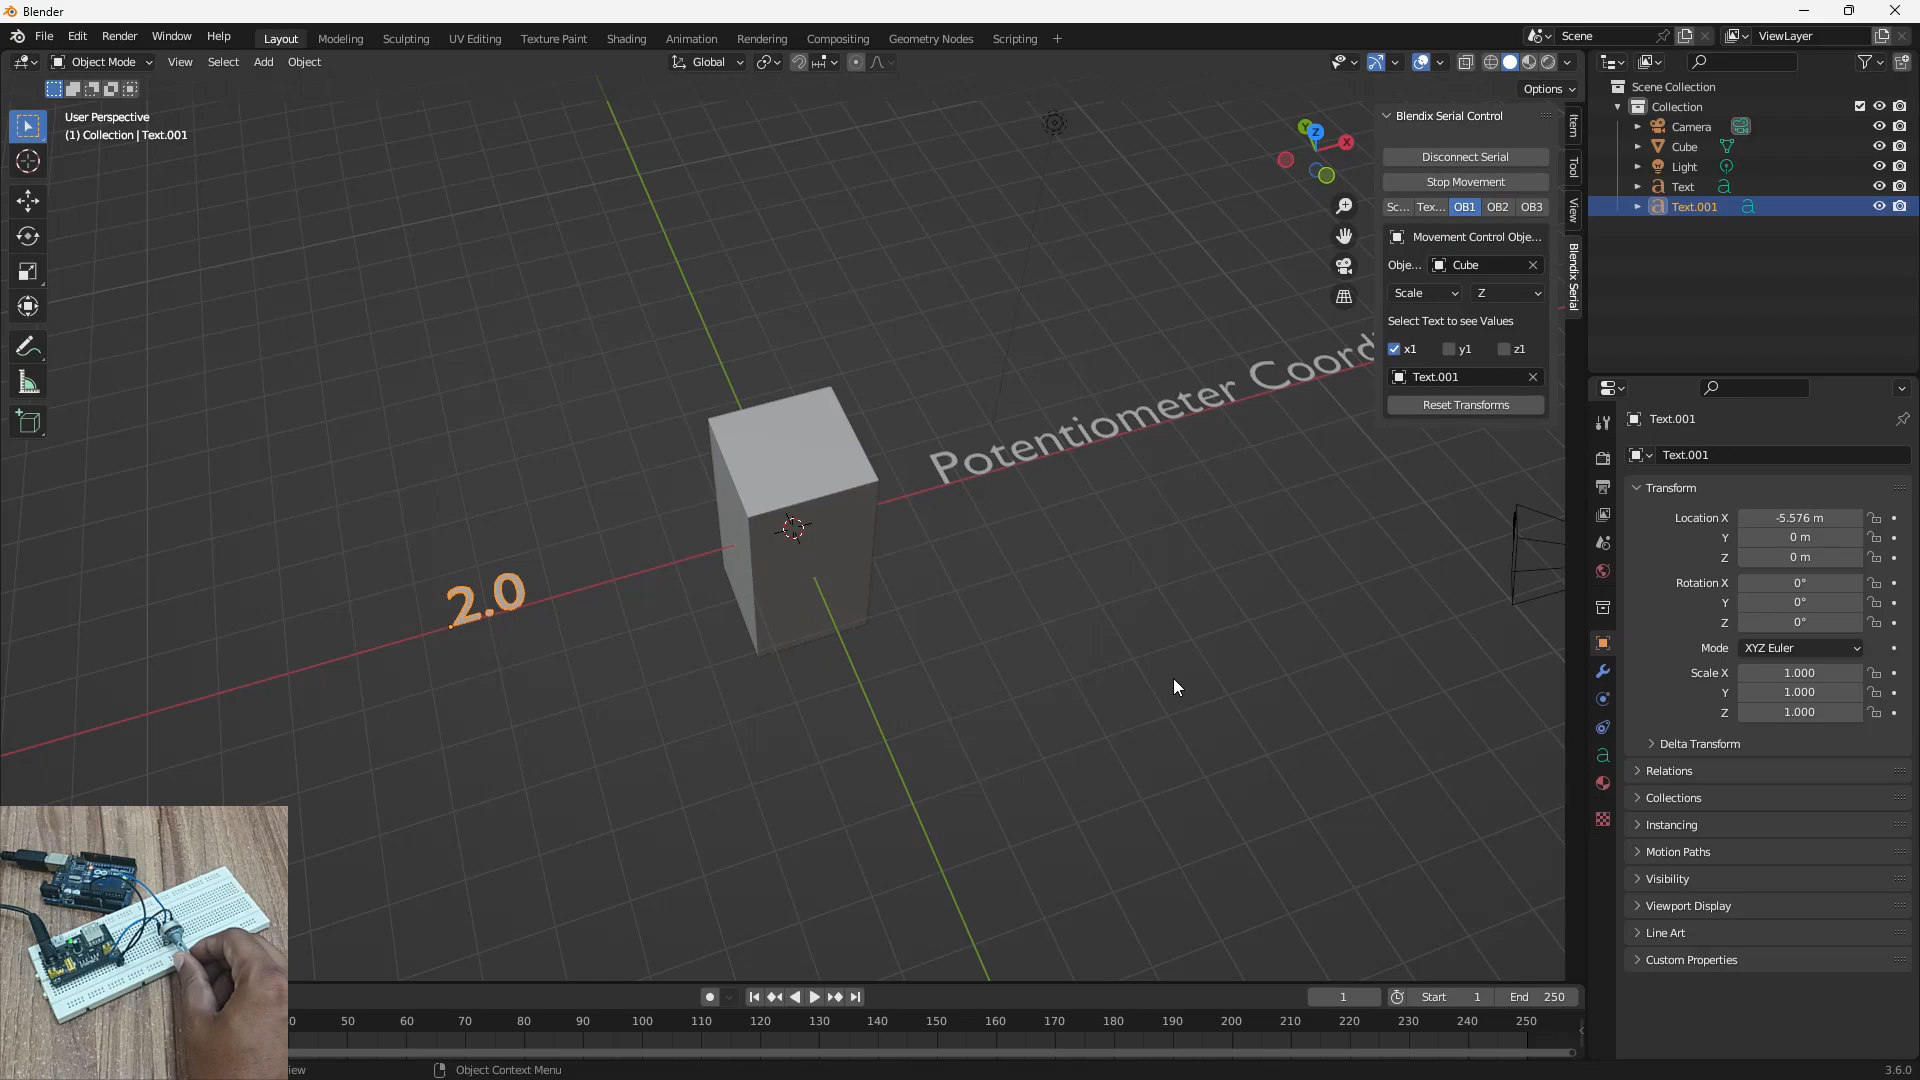 Blender
File Edit Render Window Help
Layout Modeling Sculpting UV Editing Texture Paint Shading Animation Rendering Compositing Geometry Nodes Scripting +
Scene
ViewLayer
Object Mode View Select Add Object
Global
Options
User Perspective
(1) Collection | Text.001
Z
Y
X
2.0
Potentiometer Coord
Blendix Serial Control
Disconnect Serial
Stop Movement
Sc... Tex... OB1 OB2 OB3
Movement Control Obje...
Obje... Cube
Scale Z
Select Text to see Values
x1 y1 z1
Text.001
Reset Transforms
Item
Tool
View
Blendix Serial
Scene Collection
Collection
Camera
Cube
Light
Text
Text.001
Text.001
Text.001
Transform
Location X -5.576 m
Y 0 m
Z 0 m
Rotation X 0°
Y 0°
Z 0°
Mode XYZ Euler
Scale X 1.000
Y 1.000
Z 1.000
Delta Transform
Relations
Collections
Instancing
Motion Paths
Visibility
Viewport Display
Line Art
Custom Properties
1 Start 1 End 250
0 50 60 70 80 90 100 110 120 130 140 150 160 170 180 190 200 210 220 230 240 250
iew Object Context Menu
3.6.0